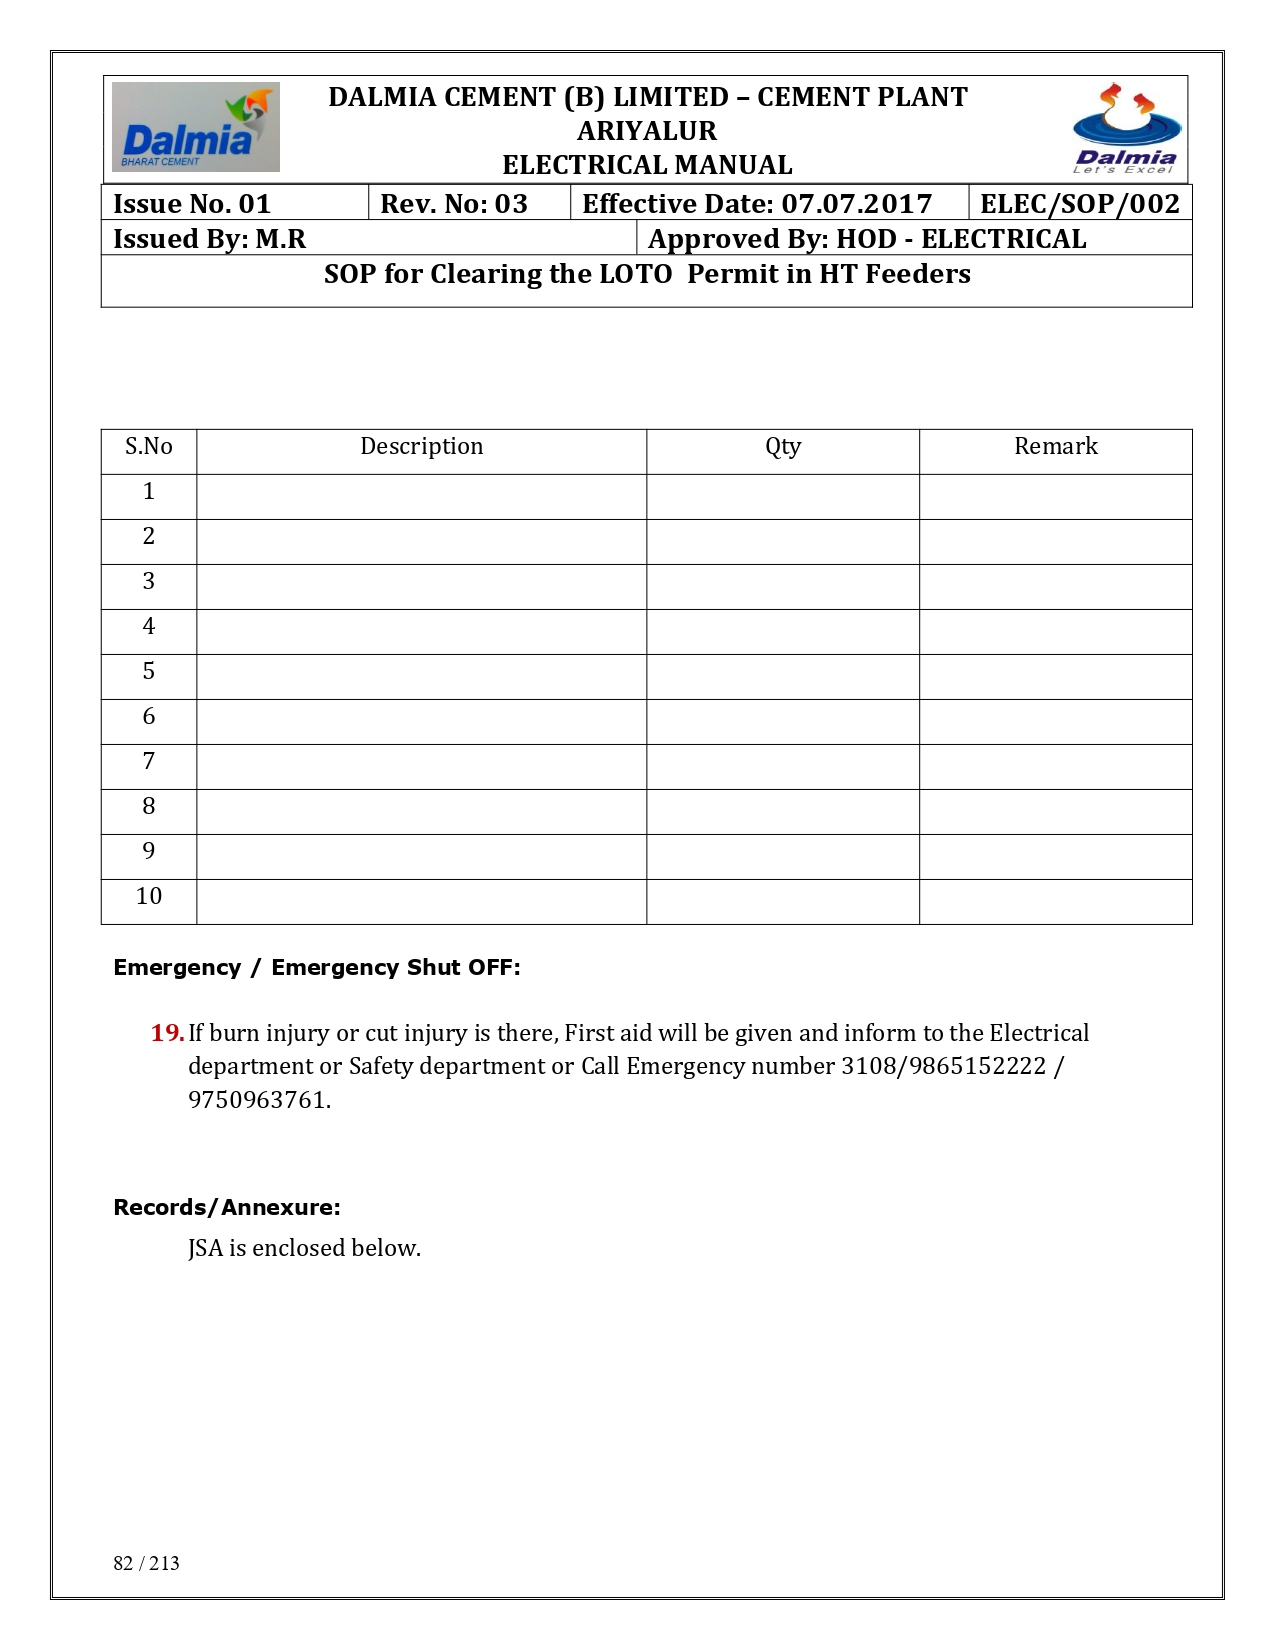 Dalmia
BHARAT CEMENT
DALMIA CEMENT (B) LIMITED – CEMENT PLANT
ARIYALUR
ELECTRICAL MANUAL
Dalmia
Let's Excel
Issue No. 01 Rev. No: 03 Effective Date: 07.07.2017 ELEC/SOP/002
Issued By: M.R Approved By: HOD - ELECTRICAL
SOP for Clearing the LOTO Permit in HT Feeders
S.No Description Qty Remark
1
2
3
4
5
6
7
8
9
10
Emergency / Emergency Shut OFF:
19. If burn injury or cut injury is there, First aid will be given and inform to the Electrical
department or Safety department or Call Emergency number 3108/9865152222 /
9750963761.
Records/Annexure:
JSA is enclosed below.
82 / 213